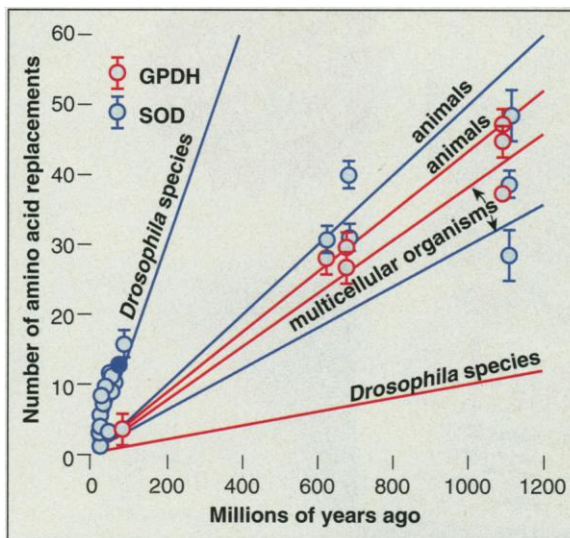 60
50
40
30
20
10
0
Number of amino acid replacements
GPDH
SOD
Drosophila species
animals
animals
multicellular organisms
Drosophila species
0 200 400 600 800 1000 1200
Millions of years ago